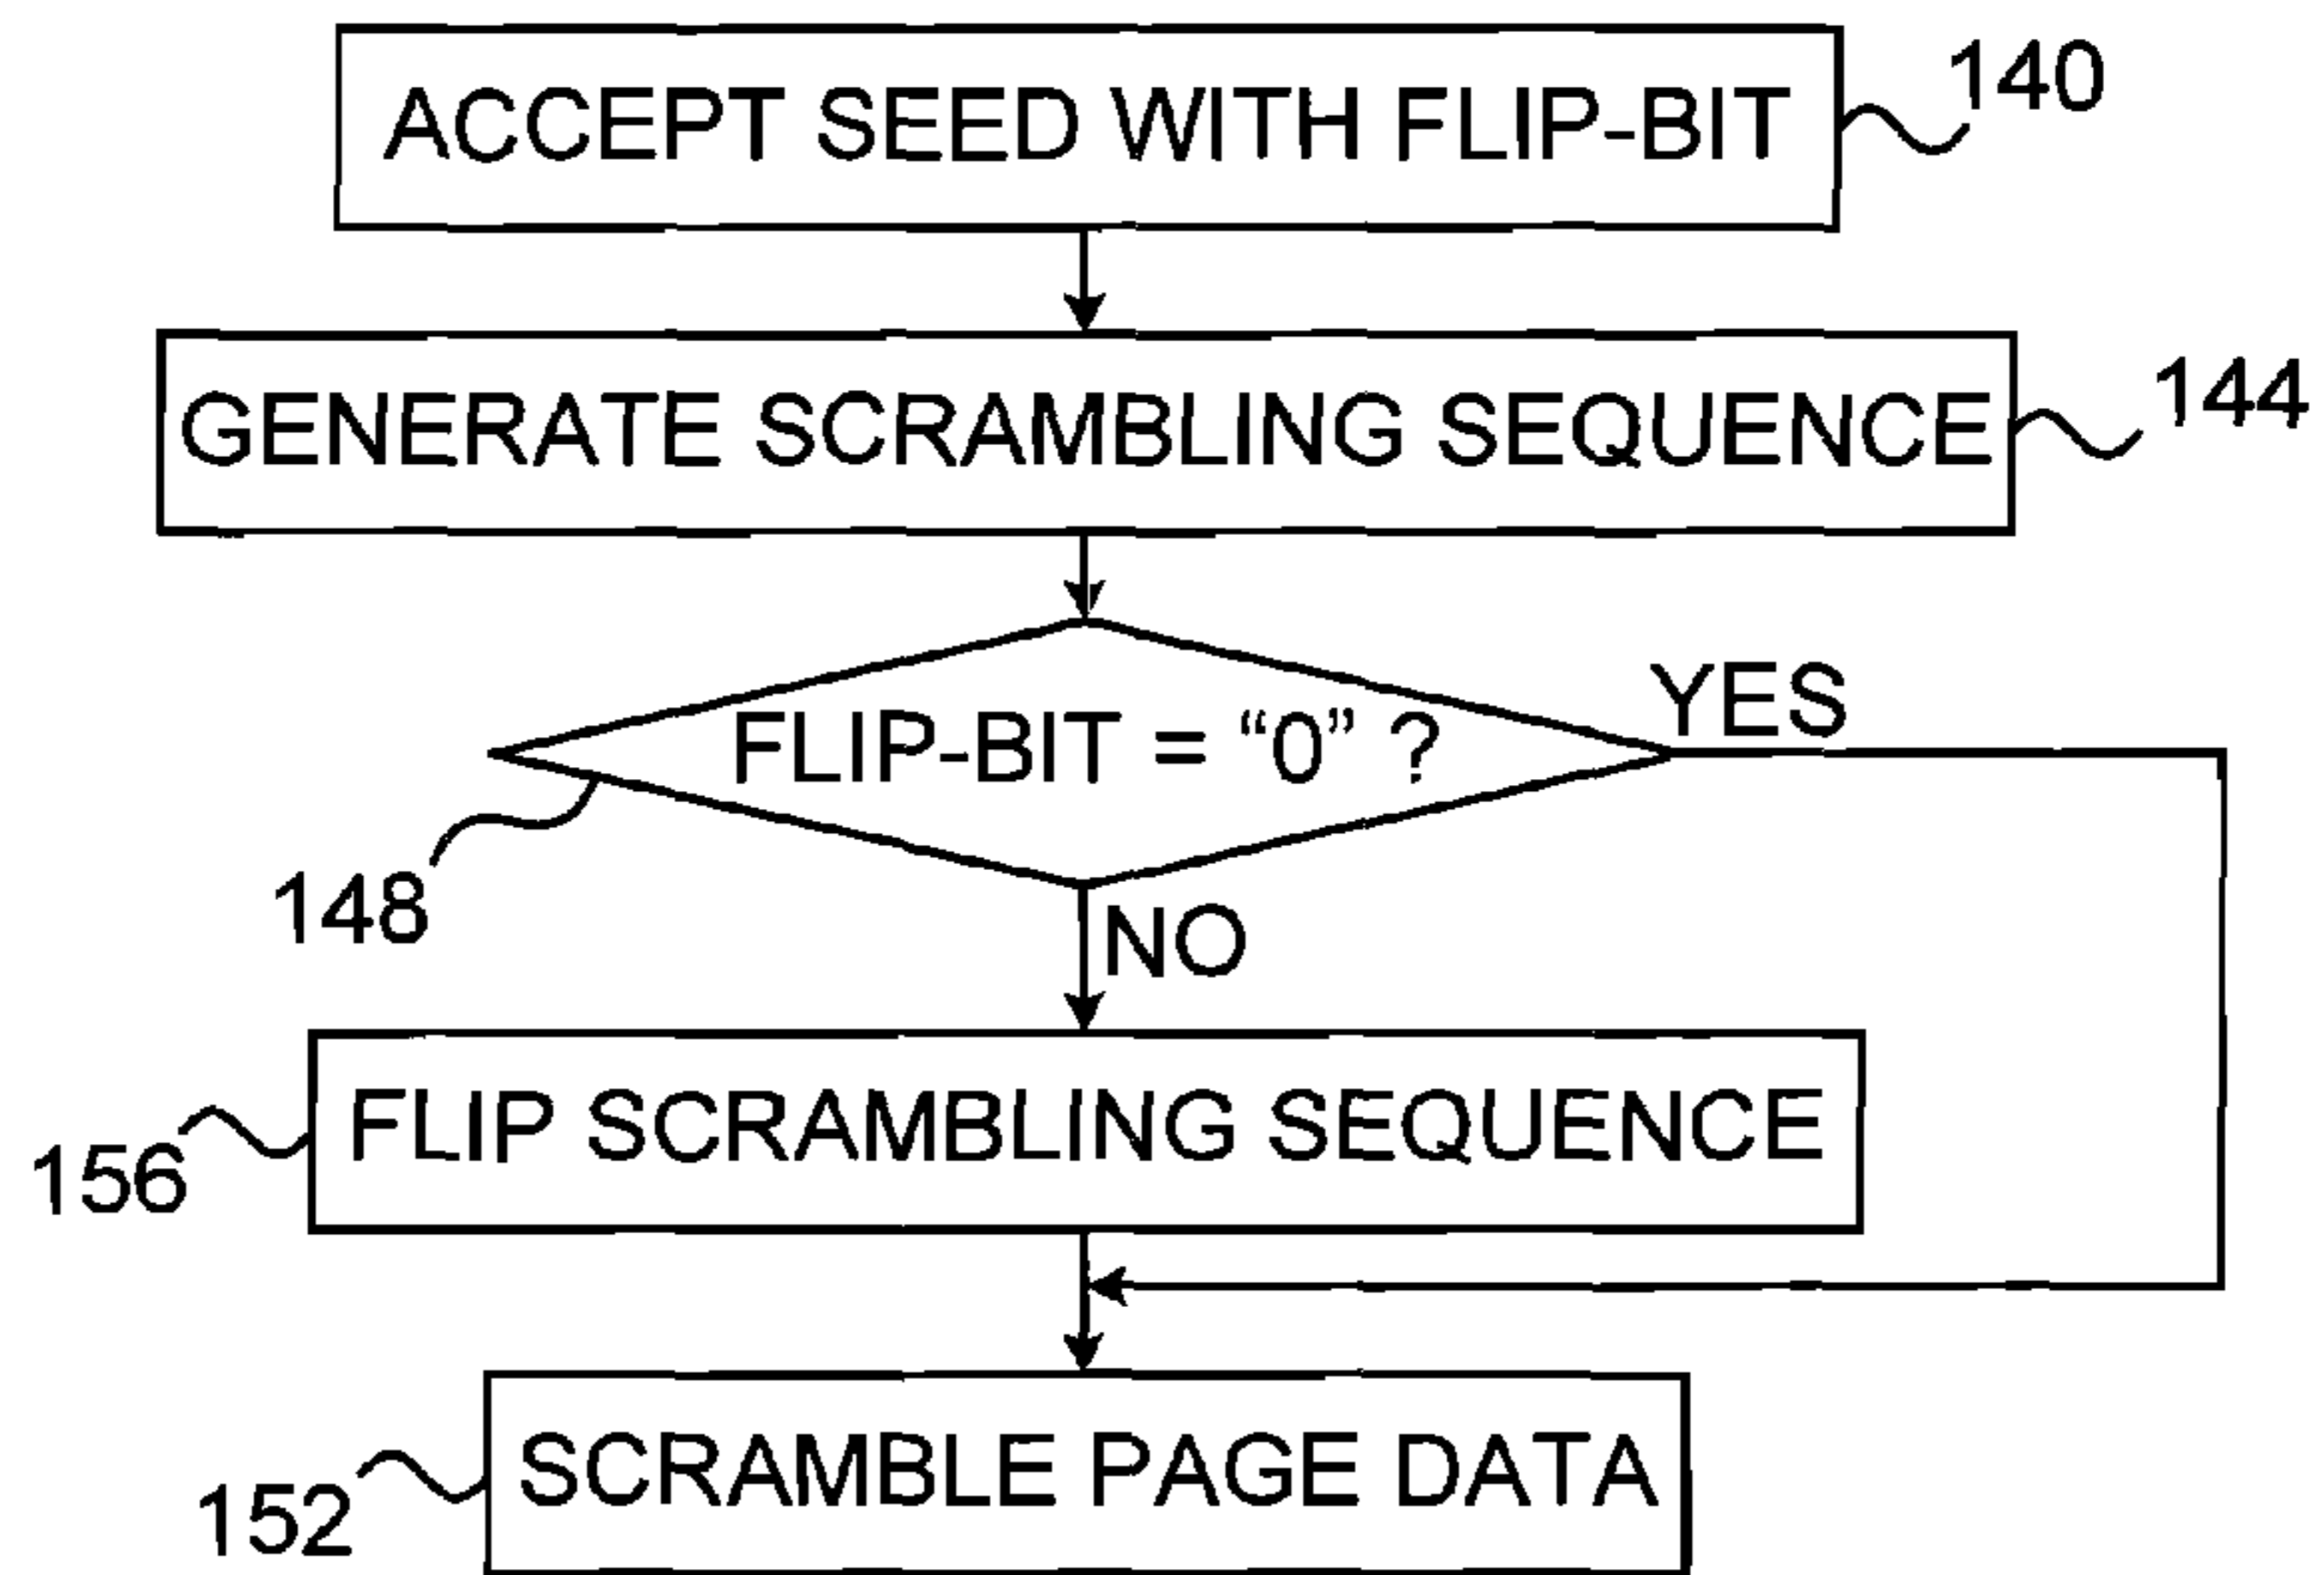 ACCEPT SEED WITH FLIP-BIT
140
GENERATE SCRAMBLING SEQUENCE
144
FLIP-BIT = “0” ?
YES
148
NO
FLIP SCRAMBLING SEQUENCE
156
SCRAMBLE PAGE DATA
152